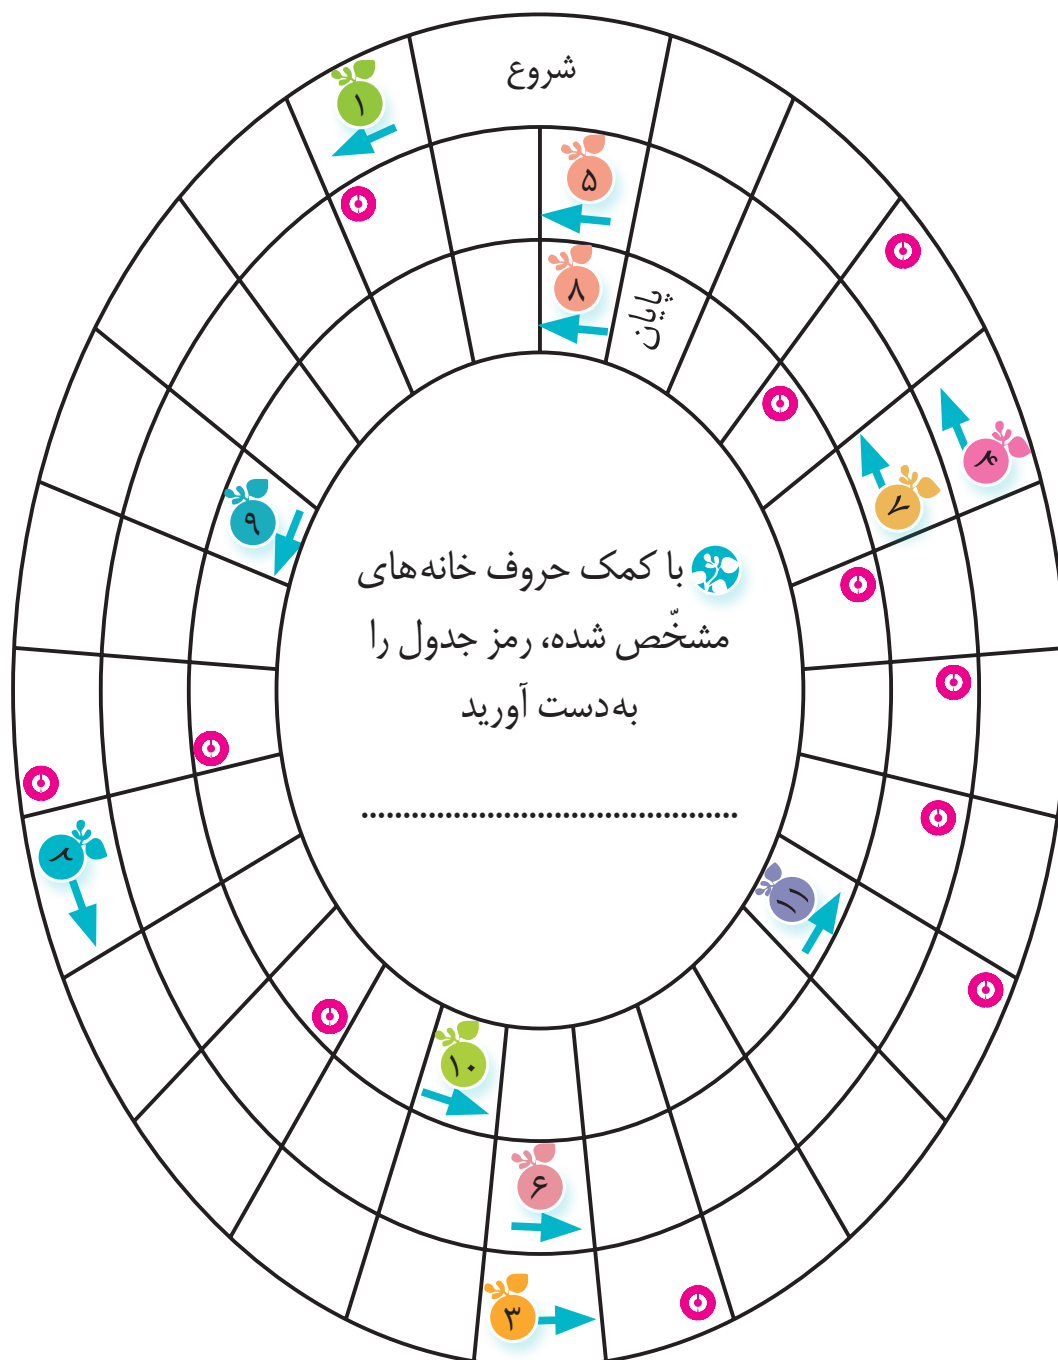 شروع
۱
۵
۸
پایان
۴
۷
۹
با کمک حروف خانه‌های
مشخّص شده، رمز جدول را
به‌دست آورید
............................................
۲
۱۱
۱۰
۶
۳